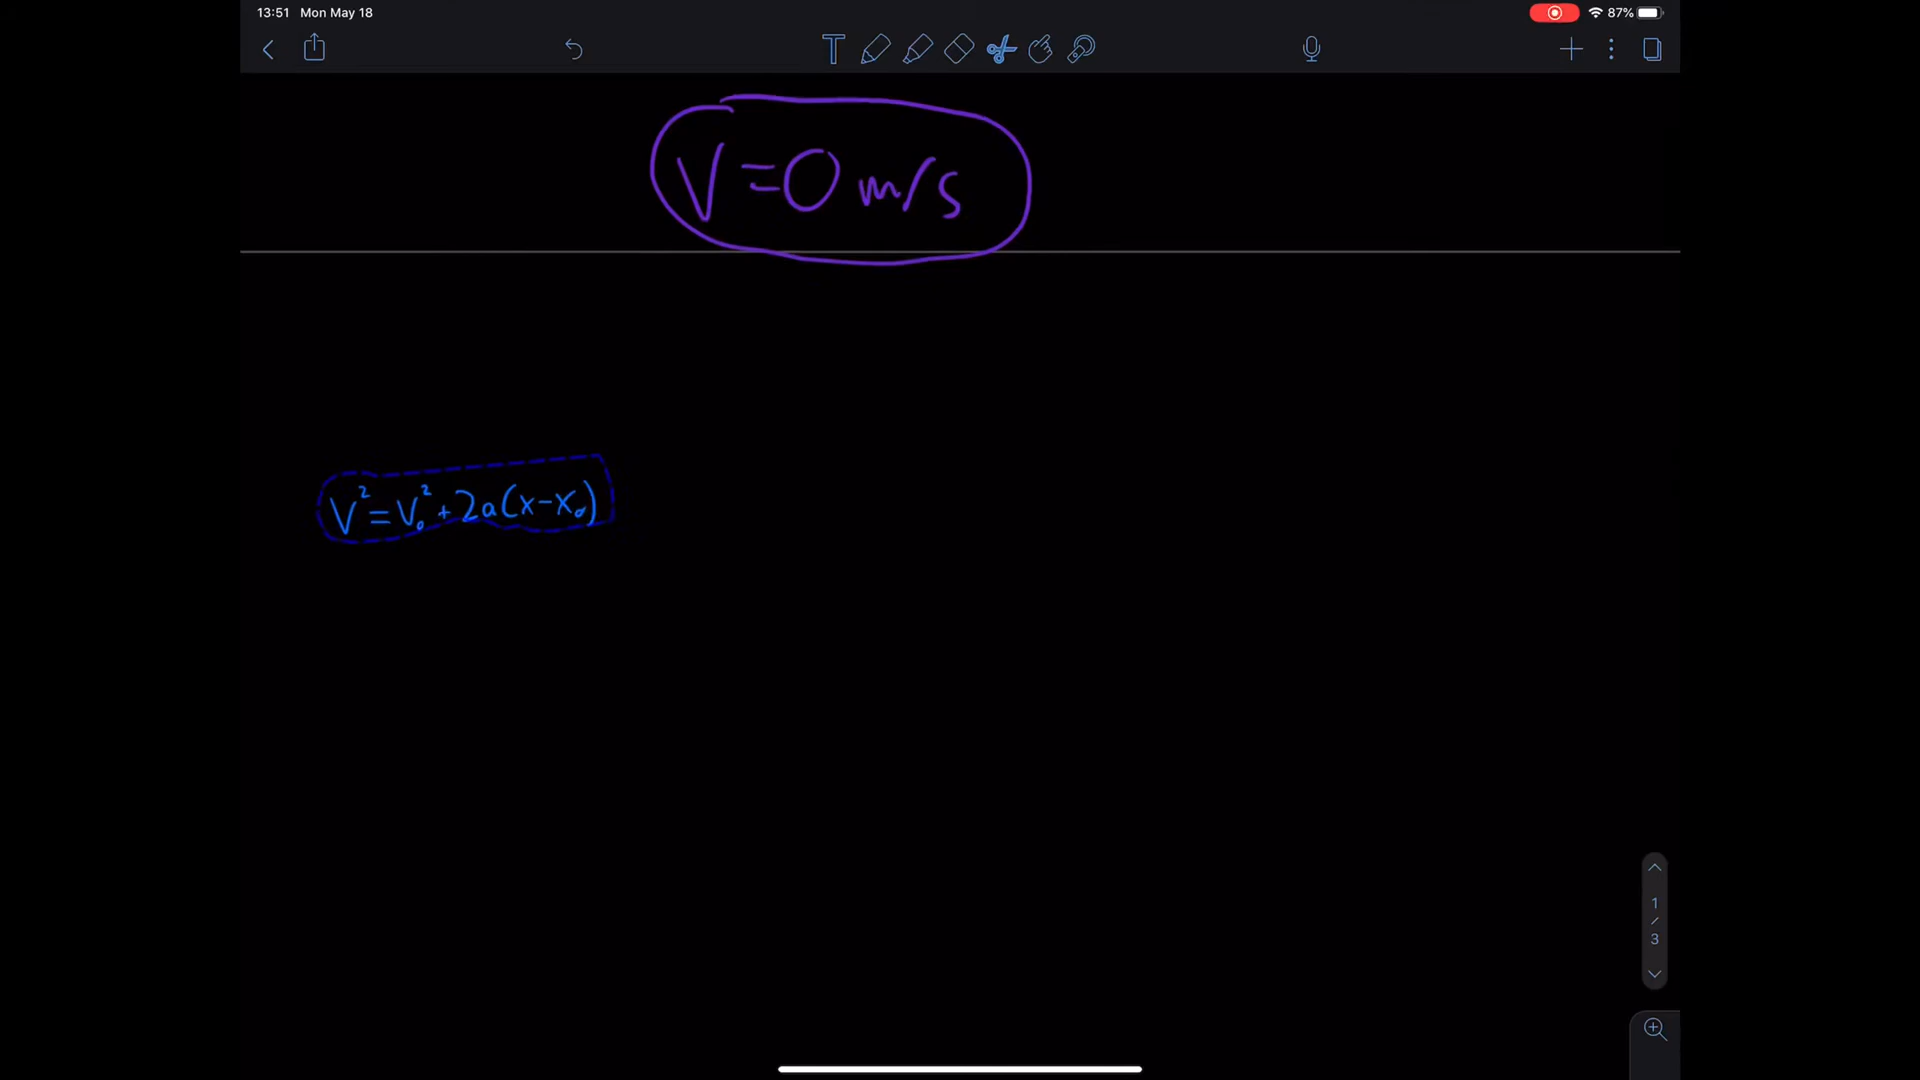 13:51 Mon May 18 87%
T
V = 0 m/s
V² = V₀² + 2a(x-x₀)
1
/
3